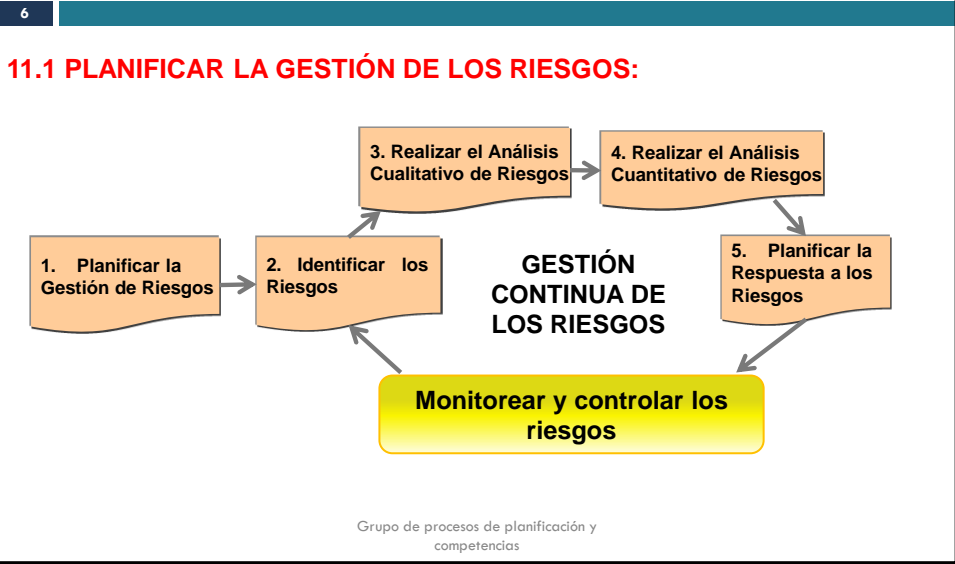 6
11.1 PLANIFICAR LA GESTIÓN DE LOS RIESGOS:
3. Realizar el Análisis
Cualitativo de Riesgos
4. Realizar el Análisis
Cuantitativo de Riesgos
1. Planificar la
Gestión de Riesgos
2. Identificar los
Riesgos
GESTIÓN
CONTINUA DE
LOS RIESGOS
5. Planificar la
Respuesta a los
Riesgos
Monitorear y controlar los
riesgos
Grupo de procesos de planificación y
competencias